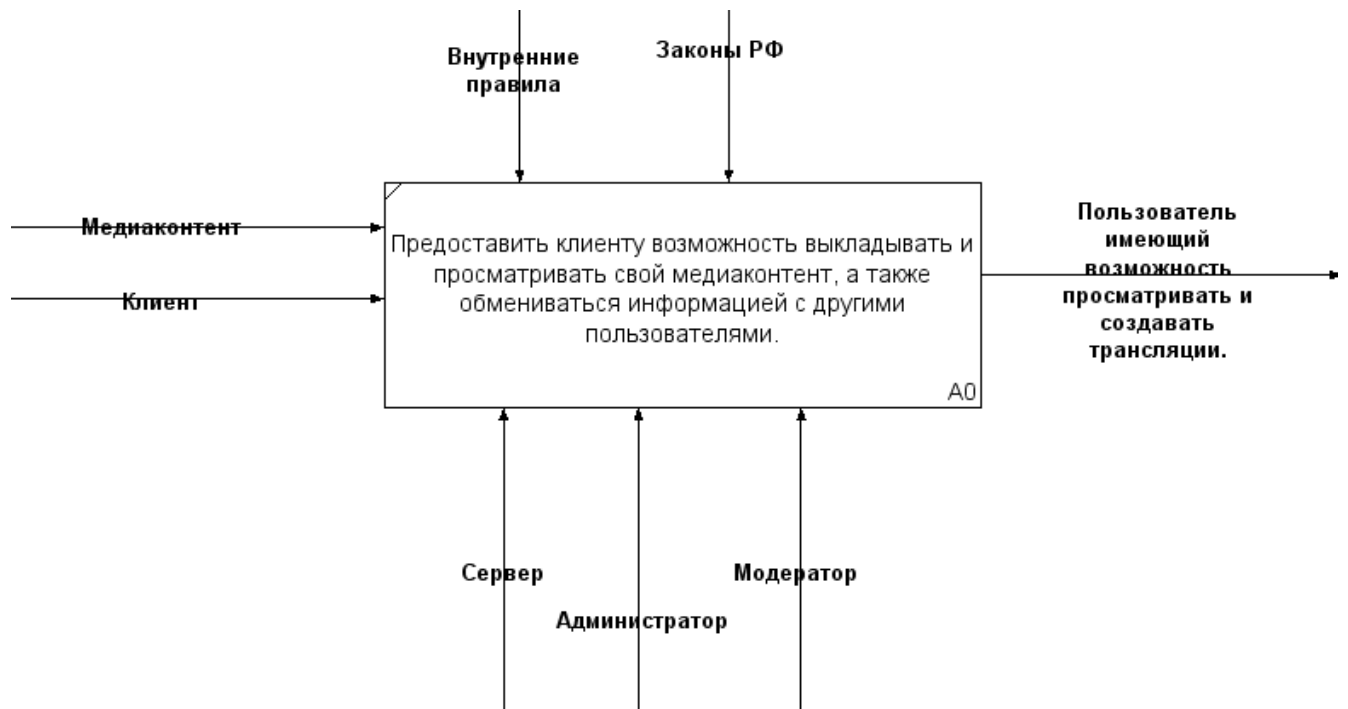 Внутренние
правила
Законы РФ
Медиаконтент
Клиент
Предоставить клиенту возможность выкладывать и
просматривать свой медиаконтент, а также
обмениваться информацией с другими
пользователями.
A0
Пользователь
имеющий
возможность
просматривать и
создавать
трансляции.
Сервер
Модератор
Администратор